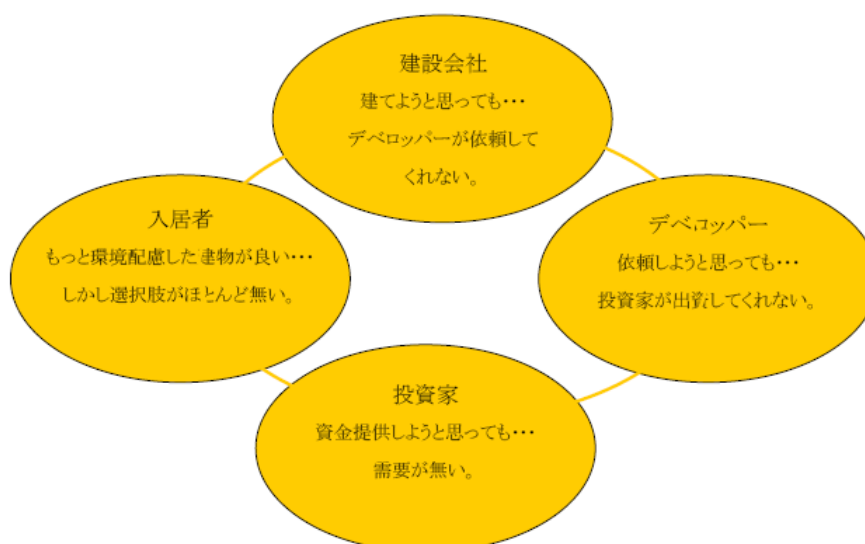 建設会社
建てようと思っても・・・
デベロッパーが依頼して
くれない。
入居者
もっと環境配慮した建物が良い・・・
しかし選択肢がほとんど無い。
デベロッパー
依頼しようと思っても・・・
投資家が出資してくれない。
投資家
資金提供しようと思っても・・・
需要が無い。